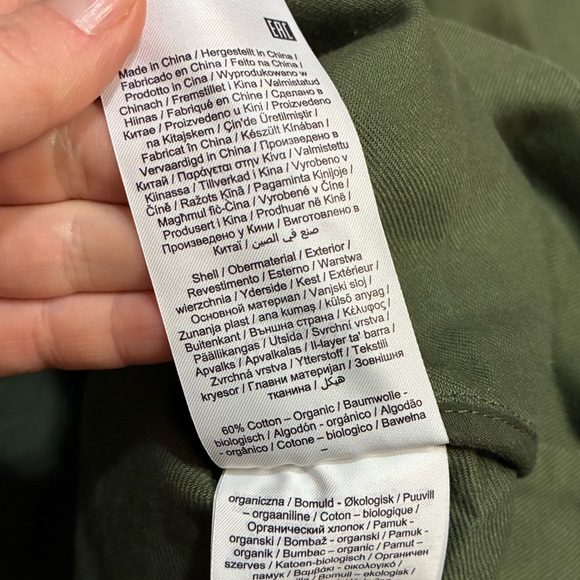 EAC
Made in China / Hergestellt in China /
Fabricado en China / Feito na China /
Prodotto in Cina / Wyprodukowano w
Chinach / Fremstillet i Kina / Valmistatud
Hiinas / Fabriqué en Chine / Сделано в
Китае / Proizvedeno u Kini / Proizvedeno
na Kitajskem / Çin'de Üretilmiştir /
Fabricat în China / Készült Kínában /
Vervaardigd in China / Произведено в
Китай / Παράγεται στην Κίνα / Valmistettu
Kiinassa / Tillverkad i Kina / Vyrobeno v
Číně / Ražots Ķīnā / Pagaminta Kinijoje /
Magħmul fiċ-Ċina / Vyrobené v Číne /
Produsert i Kina / Prodhuar në Kinë /
Произведено у Кини / Виготовлено в
Китаї / صنع في الصين
Shell / Obermaterial / Exterior /
Revestimento / Esterno / Warstwa
wierzchnia / Yderside / Kest / Extérieur /
Основной материал / Vanjski sloj /
Zunanja plast / ana kumaş / külső anyag /
Buitenkant / Външна страна / Κέλυφος /
Päällikangas / Utsida / Svrchní vrstva /
Apvalks / Apvalkalas / Il-layer ta' barra /
Zvrchná vrstva / Ytterstoff / Tekstili
kryesor / Главни материјал / Зовнішня
тканина / هيكل
60% Cotton – Organic / Baumwolle -
biologisch / Algodón - orgánico / Algodão
- orgânico / Cotone - biologico / Bawełna
–
organiczna / Bomuld - Økologisk / Puuvill
– orgaaniline / Coton – biologique /
Органический хлопок / Pamuk -
organski / Bombaž - organski / Pamut -
organik / Bumbac - organic / Pamut –
szerves / Katoen-biologisch / Органичен
памук / Βαμβάκι - οικολογικό /